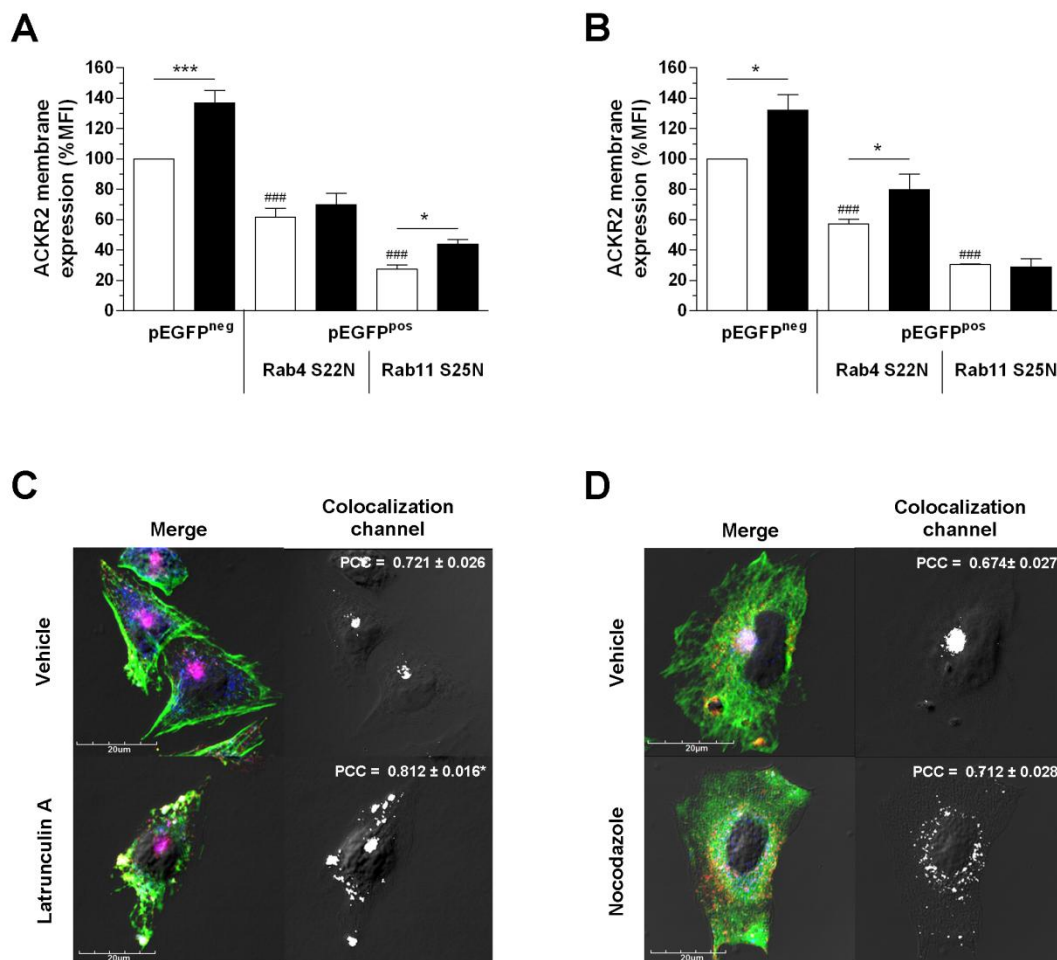 A
ACKR2 membrane
expression (%MFI)
160
140
120
100
80
60
40
20
0
***
###
###
*
pEGFPneg
pEGFPpos
Rab4 S22N
Rab11 S25N
B
ACKR2 membrane
expression (%MFI)
160
140
120
100
80
60
40
20
0
*
*
###
###
pEGFPneg
pEGFPpos
Rab4 S22N
Rab11 S25N
C
Merge
Colocalization
channel
Vehicle
PCC = 0.721 ± 0.026
20um
Latrunculin A
PCC = 0.812 ± 0.016*
20um
D
Merge
Colocalization
channel
Vehicle
PCC = 0.674± 0.027
20um
Nocodazole
PCC = 0.712 ± 0.028
20um